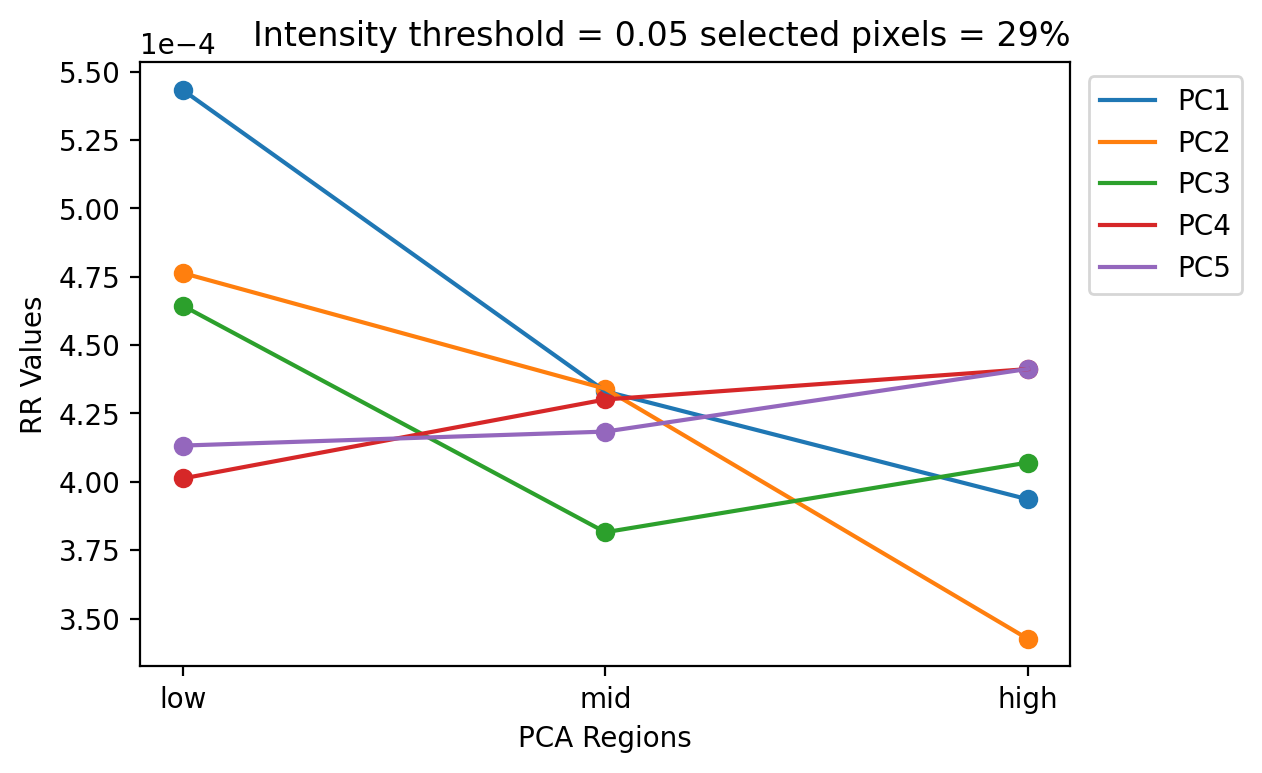 Intensity threshold = 0.05 selected pixels = 29%
1e−4
5.50
5.25
5.00
4.75
4.50
4.25
4.00
3.75
3.50
RR Values
low
mid
high
PCA Regions
PC1
PC2
PC3
PC4
PC5